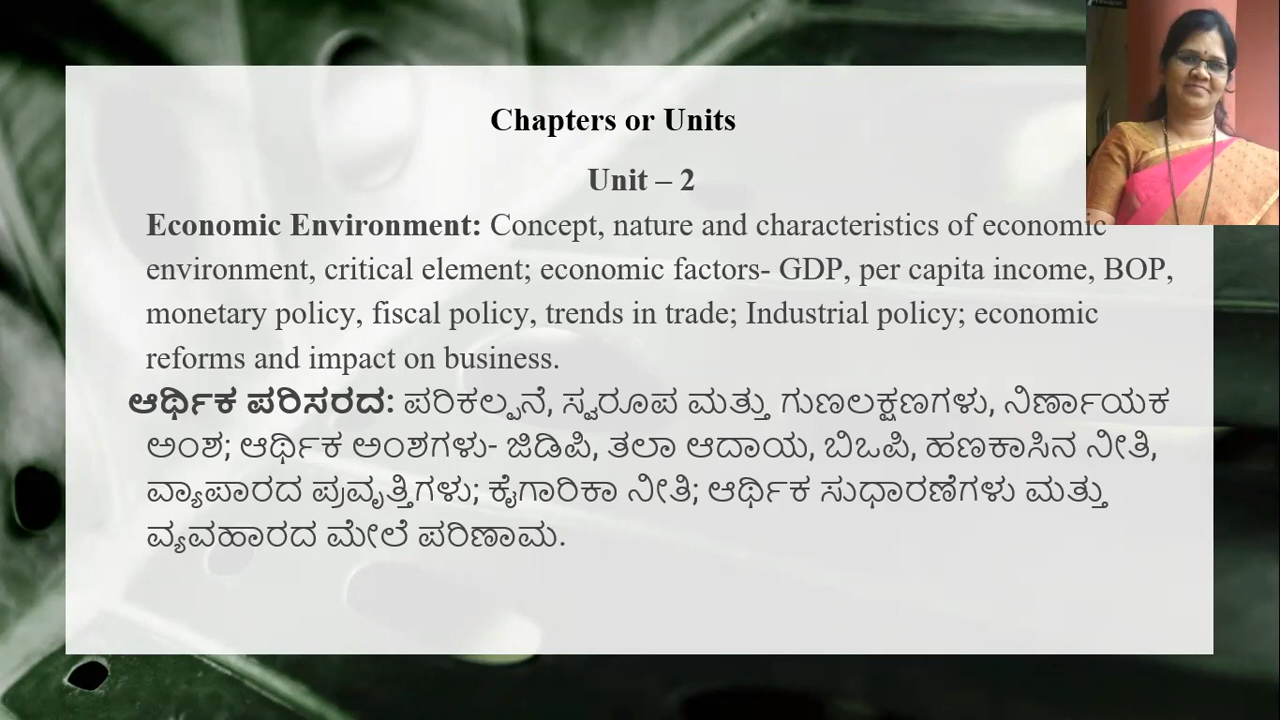 Chapters or Units
Unit – 2
Economic Environment: Concept, nature and characteristics of economic
environment, critical element; economic factors- GDP, per capita income, BOP,
monetary policy, fiscal policy, trends in trade; Industrial policy; economic
reforms and impact on business.
ಆರ್ಥಿಕ ಪರಿಸರದ: ಪರಿಕಲ್ಪನೆ, ಸ್ವರೂಪ ಮತ್ತು ಗುಣಲಕ್ಷಣಗಳು, ನಿರ್ಣಾಯಕ
ಅಂಶ; ಆರ್ಥಿಕ ಅಂಶಗಳು- ಜಿಡಿಪಿ, ತಲಾ ಆದಾಯ, ಬಿಒಪಿ, ಹಣಕಾಸಿನ ನೀತಿ,
ವ್ಯಾಪಾರದ ಪ್ರವೃತ್ತಿಗಳು; ಕೈಗಾರಿಕಾ ನೀತಿ; ಆರ್ಥಿಕ ಸುಧಾರಣೆಗಳು ಮತ್ತು
ವ್ಯವಹಾರದ ಮೇಲೆ ಪರಿಣಾಮ.